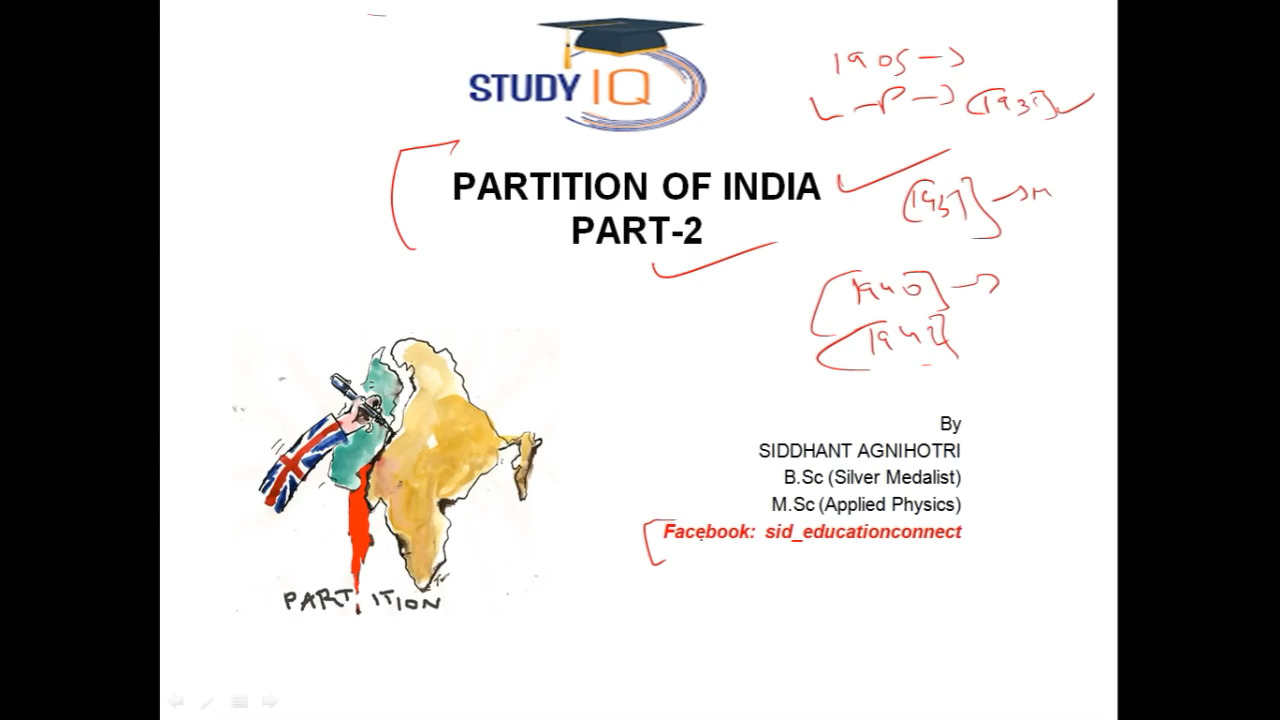 STUDY IQ
1905 →
L-P →
PARTITION OF INDIA
PART-2
[1937] → M
[1940] →
[1942]
By
SIDDHANT AGNIHOTRI
B.Sc (Silver Medalist)
M.Sc (Applied Physics)
Facebook: sid_educationconnect
PARTITION